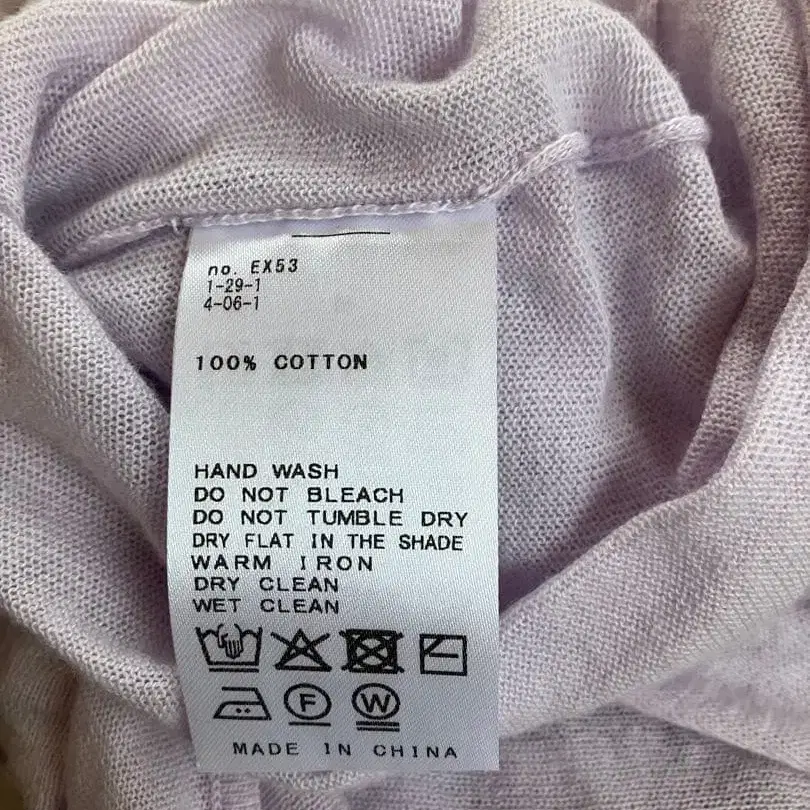 no. EX53
1-29-1
4-06-1
100% COTTON
HAND WASH
DO NOT BLEACH
DO NOT TUMBLE DRY
DRY FLAT IN THE SHADE
WARM IRON
DRY CLEAN
WET CLEAN
F W
MADE IN CHINA